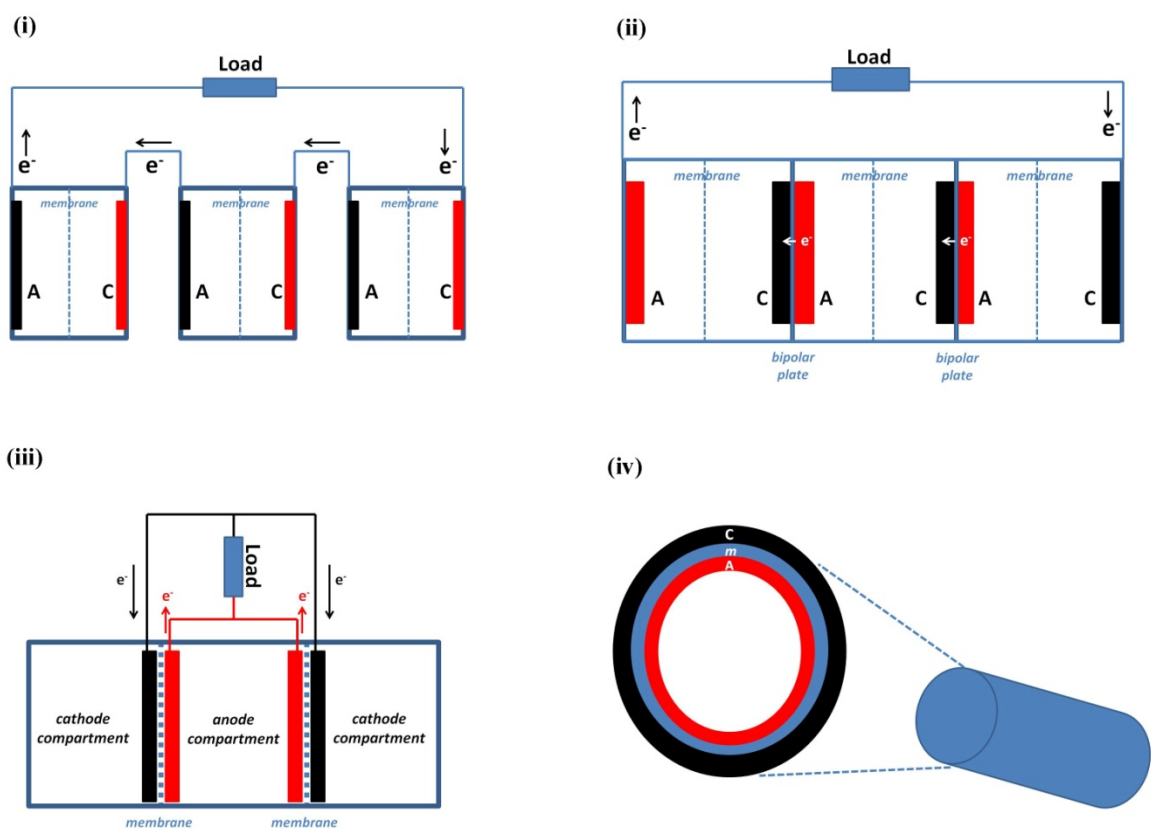 (i)
Load
e-
e-
e-
e-
membrane
membrane
membrane
A
C
A
C
A
C
(ii)
Load
e-
e-
membrane
membrane
membrane
e-
e-
A
C
A
C
A
C
bipolar
plate
bipolar
plate
(iii)
Load
e-
e-
e-
e-
cathode
compartment
anode
compartment
cathode
compartment
membrane
membrane
(iv)
C
m
A